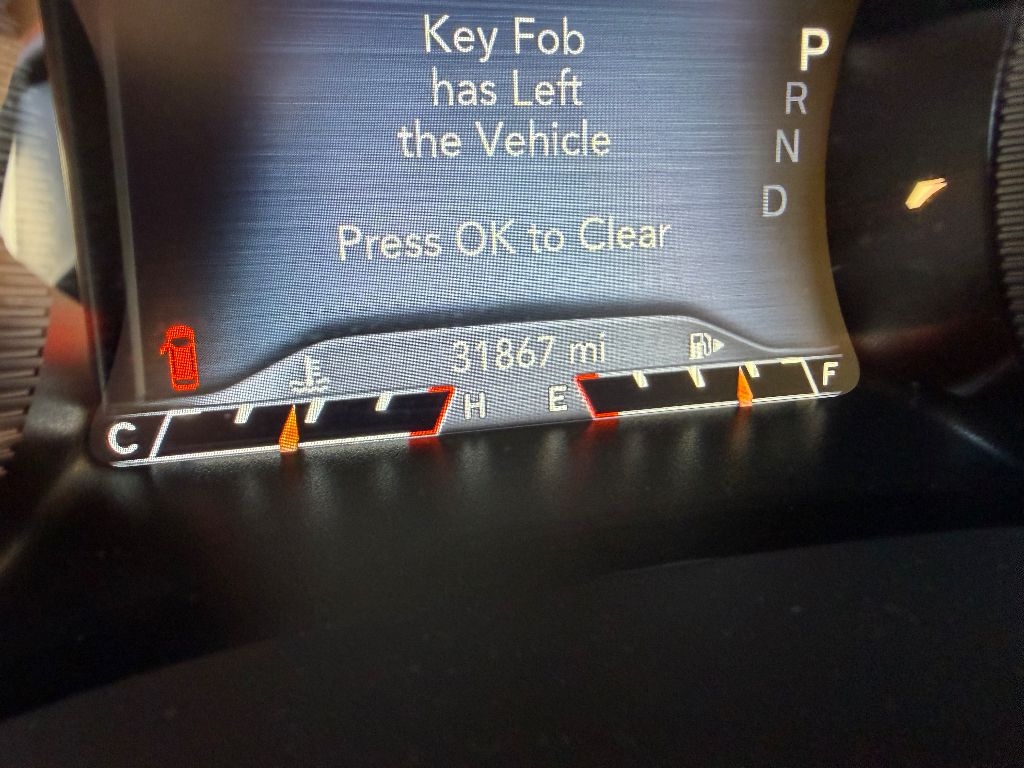 Key Fob
has Left
the Vehicle
P
R
N
D
Press OK to Clear
31867 mi
C
H
E
F